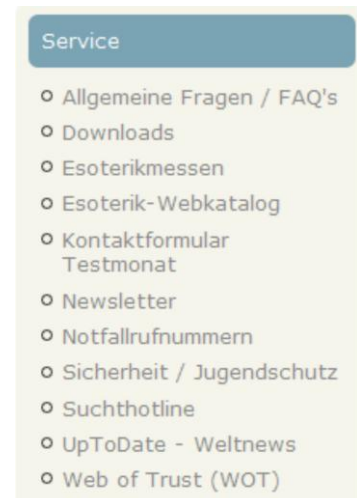 Service
Allgemeine Fragen / FAQ's
Downloads
Esoterikmessen
Esoterik-Webkatalog
Kontaktformular
Testmonat
Newsletter
Notfallrufnummern
Sicherheit / Jugendschutz
Suchthotline
UpToDate - Weltnews
Web of Trust (WOT)